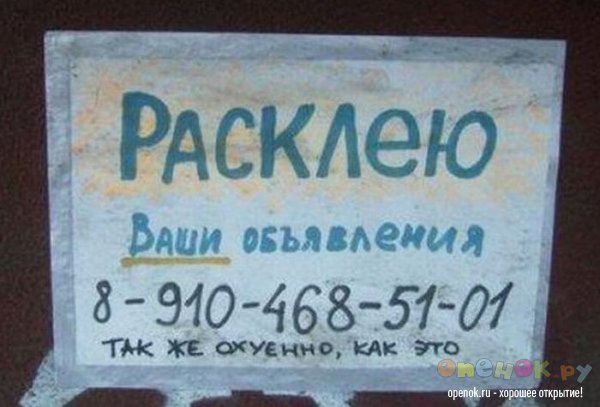 Расклею
Ваши объявления
8-910-468-51-01
так же охуенно, как это
опенок.ру
openok.ru - хорошее открытие!